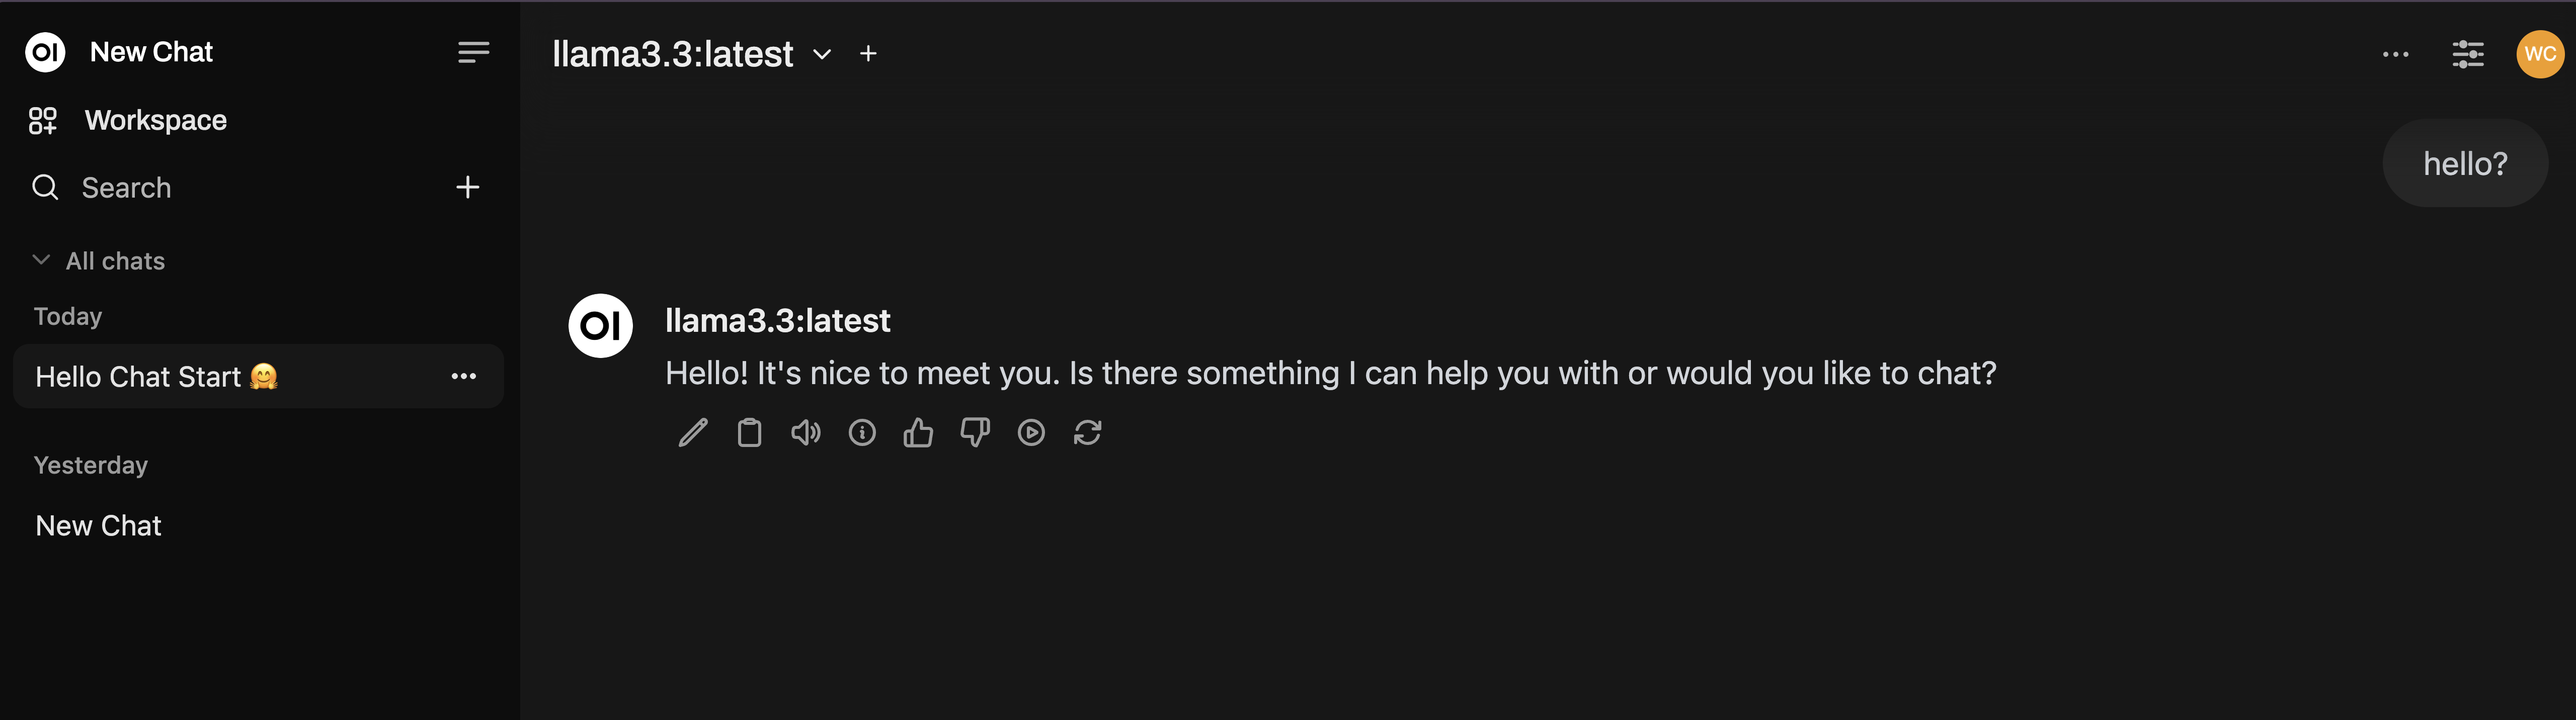 OI New Chat
Workspace
Search
All chats
Today
Hello Chat Start 🤗
Yesterday
New Chat
llama3.3:latest
WC
hello?
OI llama3.3:latest
Hello! It's nice to meet you. Is there something I can help you with or would you like to chat?